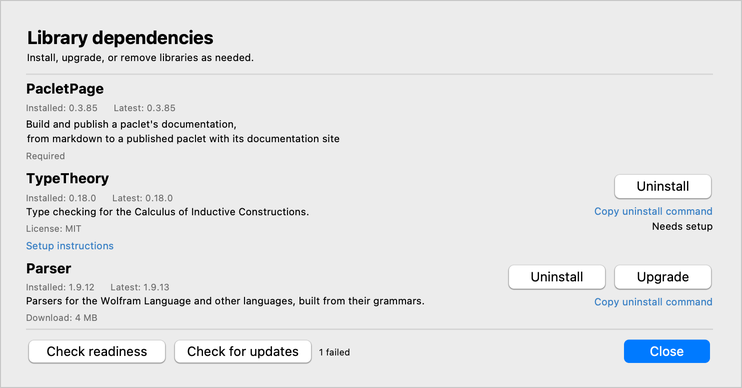 Library dependencies
Install, upgrade, or remove libraries as needed.
PacletPage
Installed: 0.3.85 Latest: 0.3.85
Build and publish a paclet's documentation,
from markdown to a published paclet with its documentation site
Required
TypeTheory
Uninstall
Installed: 0.18.0 Latest: 0.18.0
Type checking for the Calculus of Inductive Constructions.
Copy uninstall command
License: MIT
Needs setup
Setup instructions
Parser
Uninstall Upgrade
Installed: 1.9.12 Latest: 1.9.13
Parsers for the Wolfram Language and other languages, built from their grammars.
Copy uninstall command
Download: 4 MB
Check readiness Check for updates 1 failed Close